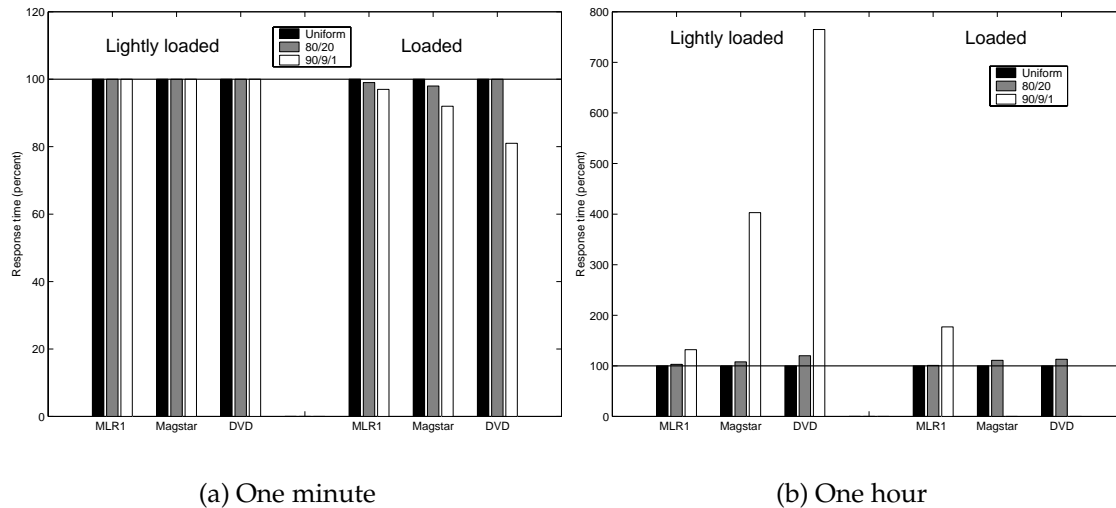 120
100
80
60
40
20
0
Response time (percent)
Lightly loaded
Loaded
Uniform
80/20
90/9/1
MLR1 Magstar DVD MLR1 Magstar DVD
(a) One minute
800
700
600
500
400
300
200
100
0
Response time (percent)
Lightly loaded
Loaded
Uniform
80/20
90/9/1
MLR1 Magstar DVD MLR1 Magstar DVD
(b) One hour